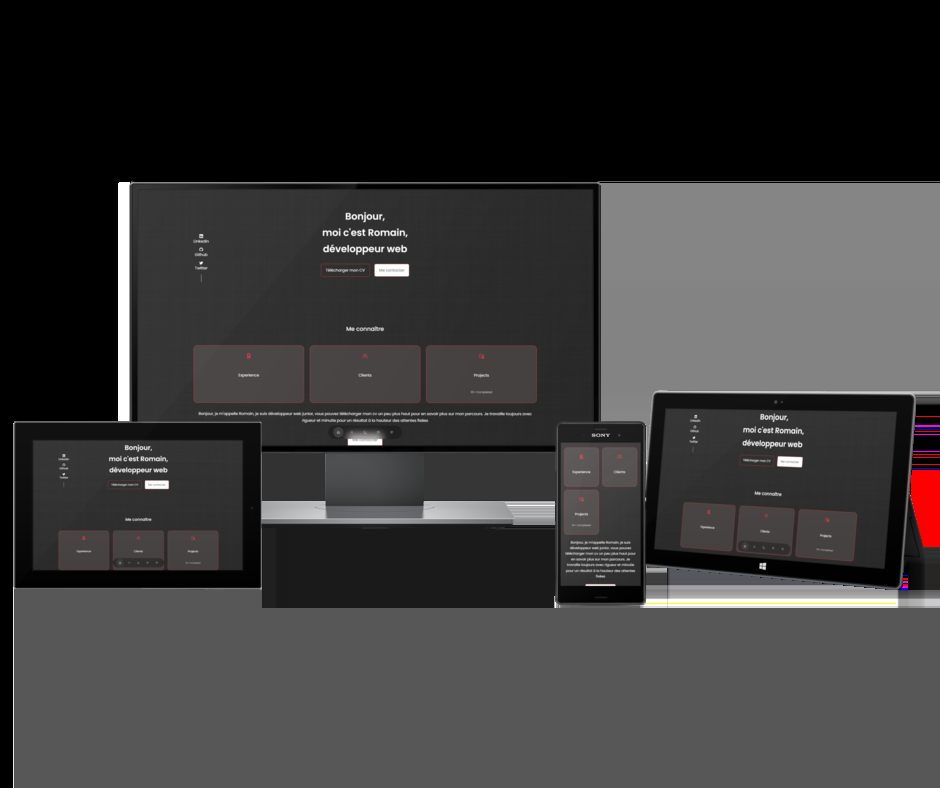 Bonjour,
moi c'est Romain,
développeur web
LinkedIn
Github
Twitter
Télécharger mon CV
Me contacter
Me connaître
Experience
Clients
Projects
80+ Completed
Bonjour, je m'appelle Romain, je suis développeur web junior, vous pouvez télécharger mon cv un peu plus haut pour en savoir plus sur mon parcours. Je travaille toujours avec
rigueur et minutie pour un résultat à la hauteur des attentes fixées
Bonjour,
moi c'est Romain,
développeur web
LinkedIn
Github
Twitter
Télécharger mon CV
Me contacter
Me connaître
Experience
Clients
Projects
SONY
Experience
Clients
Projects
Bonjour, je m'appelle Romain, je suis
développeur web junior, vous pouvez
télécharger mon cv un peu plus haut pour
en savoir plus sur mon parcours. Je
travaille toujours avec rigueur et minutie
pour un résultat à la hauteur des attentes
fixées
Bonjour,
moi c'est Romain,
développeur web
LinkedIn
Github
Twitter
Télécharger mon CV
Me contacter
Me connaître
Experience
Clients
Projects